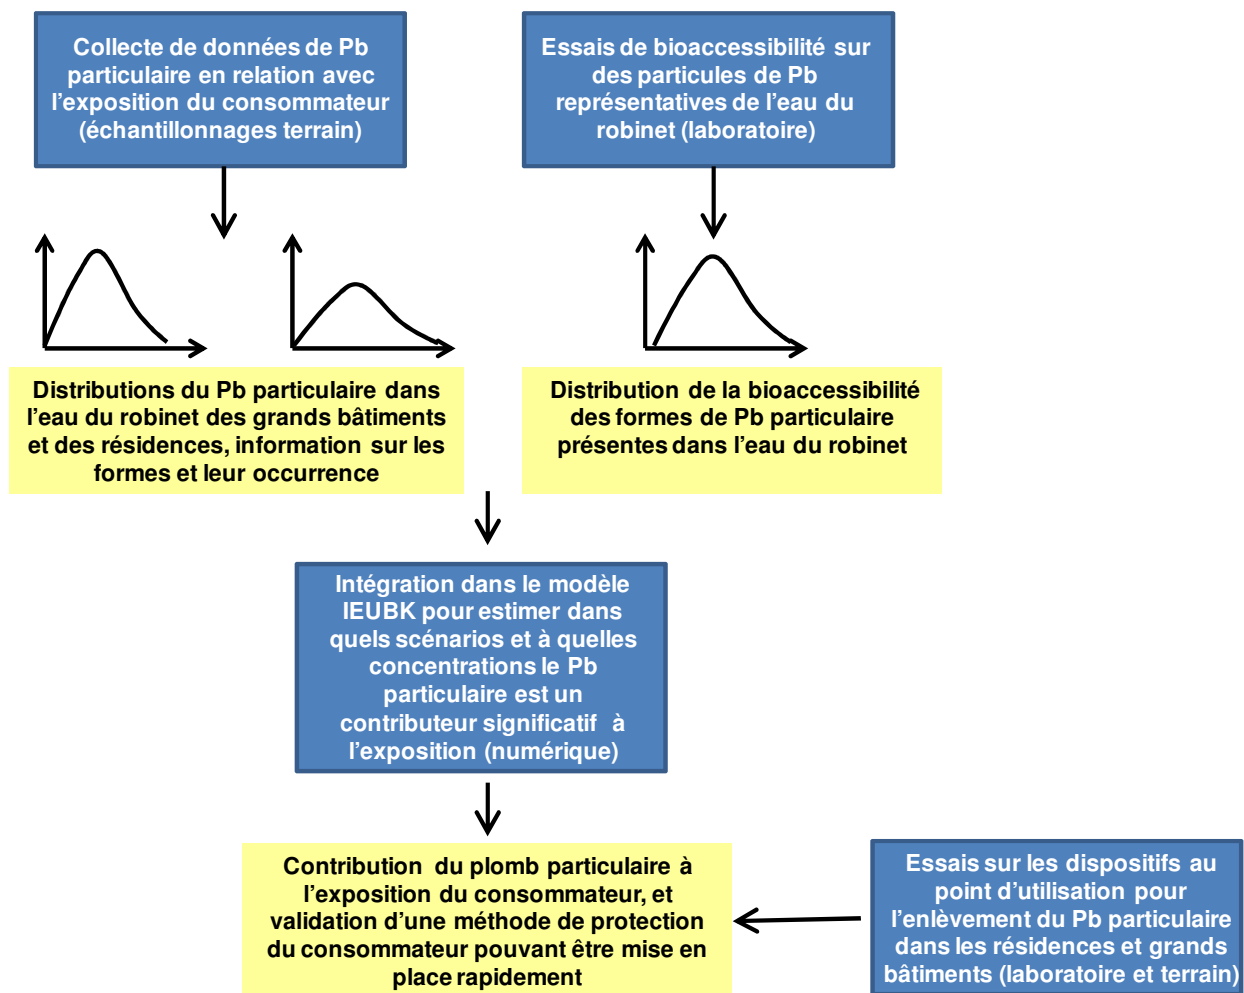 Collecte de données de Pb
particulaire en relation avec
l'exposition du consommateur
(échantillonnages terrain)
Essais de bioaccessibilité sur
des particules de Pb
représentatives de l'eau du
robinet (laboratoire)
Distributions du Pb particulaire dans
l'eau du robinet des grands bâtiments
et des résidences, information sur les
formes et leur occurrence
Distribution de la bioaccessibilité
des formes de Pb particulaire
présentes dans l'eau du robinet
Intégration dans le modèle
IEUBK pour estimer dans
quels scénarios et à quelles
concentrations le Pb
particulaire est un
contributeur significatif à
l'exposition (numérique)
Contribution du plomb particulaire à
l'exposition du consommateur, et
validation d'une méthode de protection
du consommateur pouvant être mise en
place rapidement
Essais sur les dispositifs au
point d'utilisation pour
l'enlèvement du Pb particulaire
dans les résidences et grands
bâtiments (laboratoire et terrain)